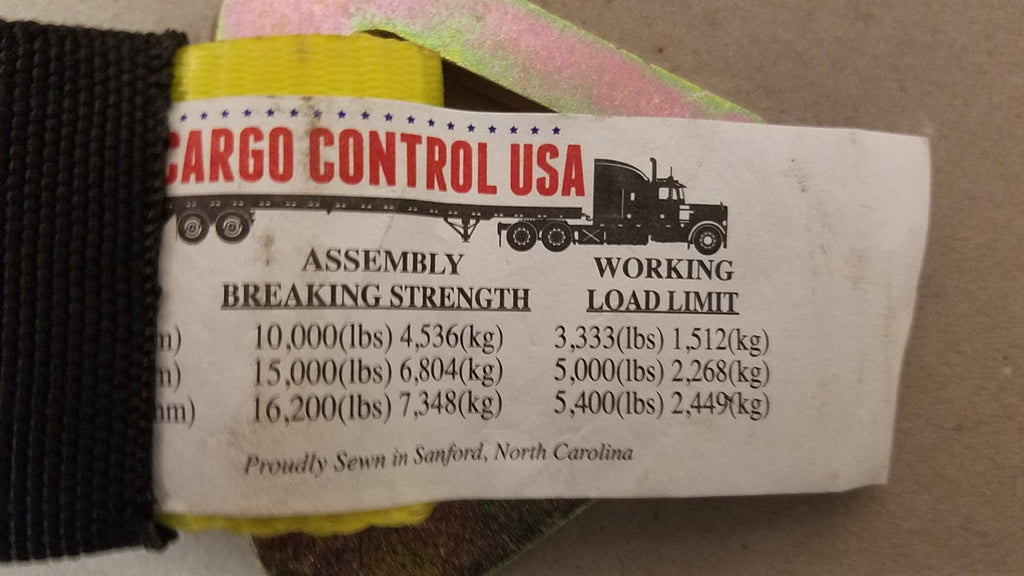 CARGO CONTROL USA
ASSEMBLY WORKING
BREAKING STRENGTH LOAD LIMIT
m) 10,000(lbs) 4,536(kg) 3,333(lbs) 1,512(kg)
n) 15,000(lbs) 6,804(kg) 5,000(lbs) 2,268(kg)
nm) 16,200(lbs) 7,348(kg) 5,400(lbs) 2,449(kg)
Proudly Sewn in Sanford, North Carolina